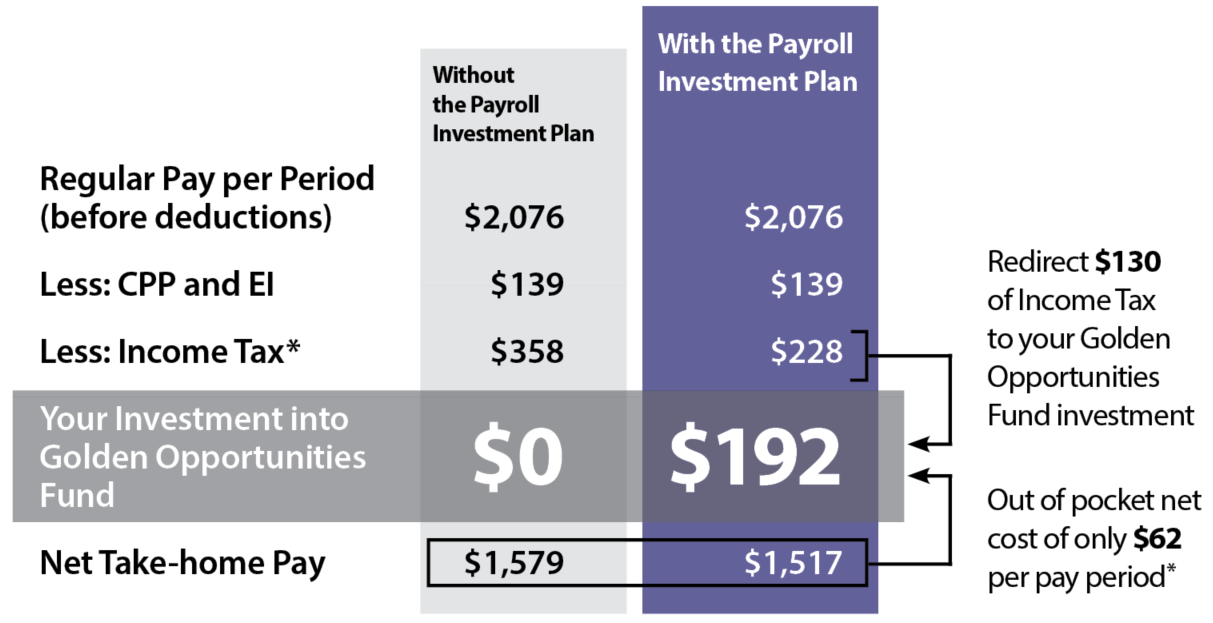 Without
the Payroll
Investment Plan
With the Payroll
Investment Plan
Regular Pay per Period
(before deductions)
$2,076
$2,076
Less: CPP and EI
$139
$139
Less: Income Tax*
$358
$228
Your Investment into
Golden Opportunities
Fund
$0
$192
Net Take-home Pay
$1,579
$1,517
Redirect $130
of Income Tax
to your Golden
Opportunities
Fund investment
Out of pocket net
cost of only $62
per pay period*